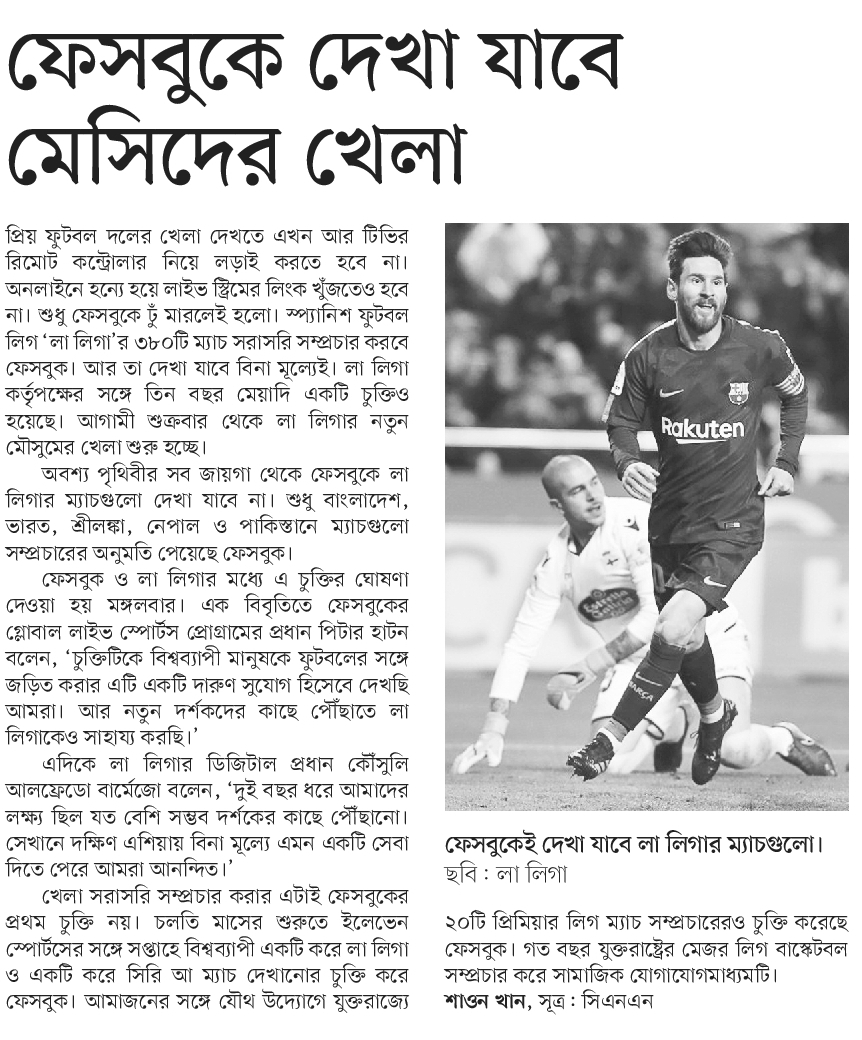 ফেসবুকে দেখা যাবে
মেসিদের খেলা
প্রিয় ফুটবল দলের খেলা দেখতে এখন আর টিভির
রিমোট কন্ট্রোলার নিয়ে লড়াই করতে হবে না।
অনলাইনে হন্যে হয়ে লাইভ স্ট্রিমের লিংক খুঁজতেও হবে
না। শুধু ফেসবুকে ঢুঁ মারলেই হলো। স্প্যানিশ ফুটবল
লিগ ‘লা লিগা’র ৩৮০টি ম্যাচ সরাসরি সম্প্রচার করবে
ফেসবুক। আর তা দেখা যাবে বিনা মূল্যেই। লা লিগা
কর্তৃপক্ষের সঙ্গে তিন বছর মেয়াদি একটি চুক্তিও
হয়েছে। আগামী শুক্রবার থেকে লা লিগার নতুন
মৌসুমের খেলা শুরু হচ্ছে।
অবশ্য পৃথিবীর সব জায়গা থেকে ফেসবুকে লা
লিগার ম্যাচগুলো দেখা যাবে না। শুধু বাংলাদেশ,
ভারত, শ্রীলঙ্কা, নেপাল ও পাকিস্তানে ম্যাচগুলো
সম্প্রচারের অনুমতি পেয়েছে ফেসবুক।
ফেসবুক ও লা লিগার মধ্যে এ চুক্তির ঘোষণা
দেওয়া হয় মঙ্গলবার। এক বিবৃতিতে ফেসবুকের
গ্লোবাল লাইভ স্পোর্টস প্রোগ্রামের প্রধান পিটার হাটন
বলেন, ‘চুক্তিটিকে বিশ্বব্যাপী মানুষকে ফুটবলের সঙ্গে
জড়িত করার এটি একটি দারুণ সুযোগ হিসেবে দেখছি
আমরা। আর নতুন দর্শকদের কাছে পৌঁছাতে লা
লিগাকেও সাহায্য করছি।’
এদিকে লা লিগার ডিজিটাল প্রধান কৌঁসুলি
আলফ্রেডো বার্মেজো বলেন, ‘দুই বছর ধরে আমাদের
লক্ষ্য ছিল যত বেশি সম্ভব দর্শকের কাছে পৌঁছানো।
সেখানে দক্ষিণ এশিয়ায় বিনা মূল্যে এমন একটি সেবা
দিতে পেরে আমরা আনন্দিত।’
খেলা সরাসরি সম্প্রচার করার এটাই ফেসবুকের
প্রথম চুক্তি নয়। চলতি মাসের শুরুতে ইলেভেন
স্পোর্টসের সঙ্গে সপ্তাহে বিশ্বব্যাপী একটি করে লা লিগা
ও একটি করে সিরি আ ম্যাচ দেখানোর চুক্তি করে
ফেসবুক। আমাজনের সঙ্গে যৌথ উদ্যোগে যুক্তরাজ্যে
Rakuten
Estrella
Galicia
BARÇA
ফেসবুকেই দেখা যাবে লা লিগার ম্যাচগুলো।
ছবি : লা লিগা
২০টি প্রিমিয়ার লিগ ম্যাচ সম্প্রচারেরও চুক্তি করেছে
ফেসবুক। গত বছর যুক্তরাষ্ট্রের মেজর লিগ বাস্কেটবল
সম্প্রচার করে সামাজিক যোগাযোগমাধ্যমটি।
শাওন খান, সূত্র : সিএনএন